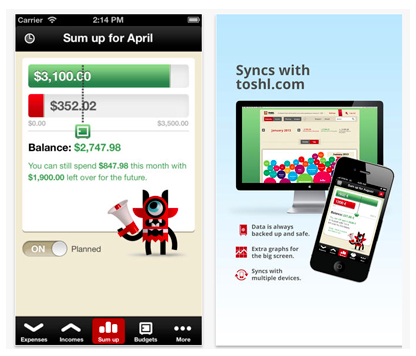 Carrier 2:14 PM
Sum up for April
$3,100.00
$352.02
$0.00 $3,500.00
Balance: $2,747.98
You can still spend $847.98 this month with
$1,900.00 left over for the future.
ON Planned
Expenses Incomes Sum up Budgets More
Syncs with
toshl.com
January 2013
Data is always
backed up and safe.
Extra graphs for
the big screen.
Syncs with
multiple devices.